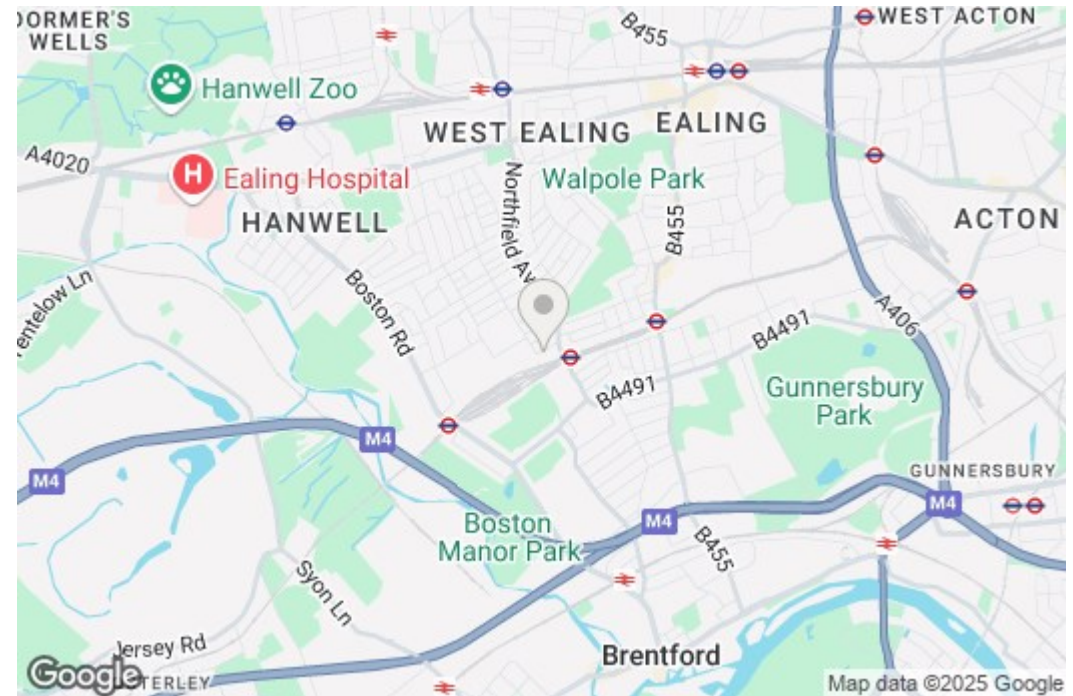 DORMER'S
WELLS
WEST ACTON
B455
Hanwell Zoo
WEST EALING
EALING
A4020
Ealing Hospital
Walpole Park
Northfield Av
HANWELL
B455
ACTON
Boston Rd
A406
B4491
B4491
Gunnersbury
Park
M4
M4
GUNNERSBURY
M4
M4
Boston
Manor Park
B455
Syon Ln
Jersey Rd
Brentford
Google
Map data ©2025 Google